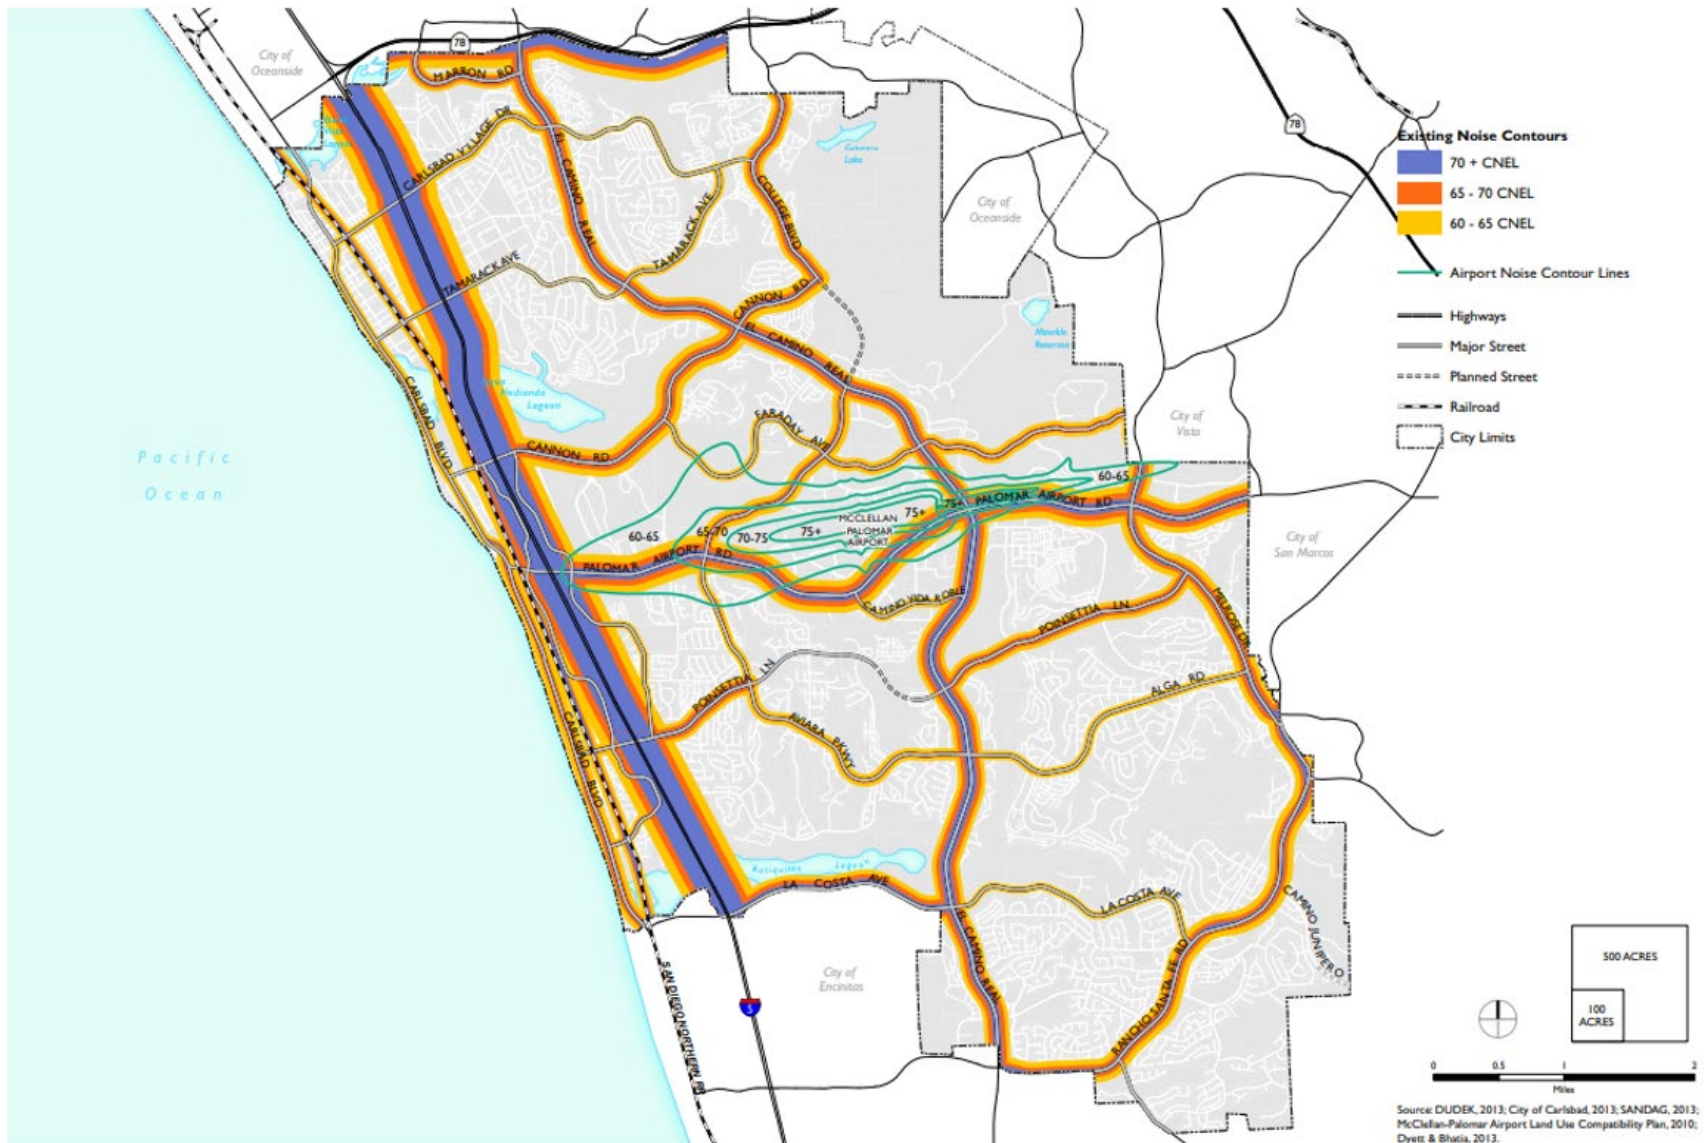 City of
Oceanside
78
MARRON RD
CARLSBAD VILLAGE DR
EL CAMINO REAL
COLLEGE BLVD
TAMARACK AVE
TAMARACK AVE
Calavera
Lake
City of
Oceanside
78
Maerkle
Reservoir
CANNON RD
EL CAMINO REAL
Hedionda
Lagoon
CARLSBAD BLVD
CANNON RD
FARADAY AVE
City of
Vista
Pacific
Ocean
60-65
65-70
70-75
75+
MCCLELLAN
PALOMAR
AIRPORT
75+
75+
60-65
PALOMAR AIRPORT RD
PALOMAR AIRPORT RD
CAMINO VIDA ROBLE
City of
San Marcos
MELROSE DR
POINSETTIA LN
POINSETTIA LN
ALGA RD
AVIARA PKWY
CARLSBAD BLVD
Batiquitos Lagoon
LA COSTA AVE
LA COSTA AVE
EL CAMINO REAL
CAMINO JUNIPERO
RANCHO SANTA FE RD
City of
Encinitas
5
SAN DIEGO NORTHERN RR
Existing Noise Contours
70 + CNEL
65 - 70 CNEL
60 - 65 CNEL
Airport Noise Contour Lines
Highways
Major Street
Planned Street
Railroad
City Limits
500 ACRES
100
ACRES
0 0.5 1 2
Miles
Source: DUDEK, 2013; City of Carlsbad, 2013; SANDAG, 2013;
McClellan-Palomar Airport Land Use Compatibility Plan, 2010;
Dyett & Bhatia, 2013.